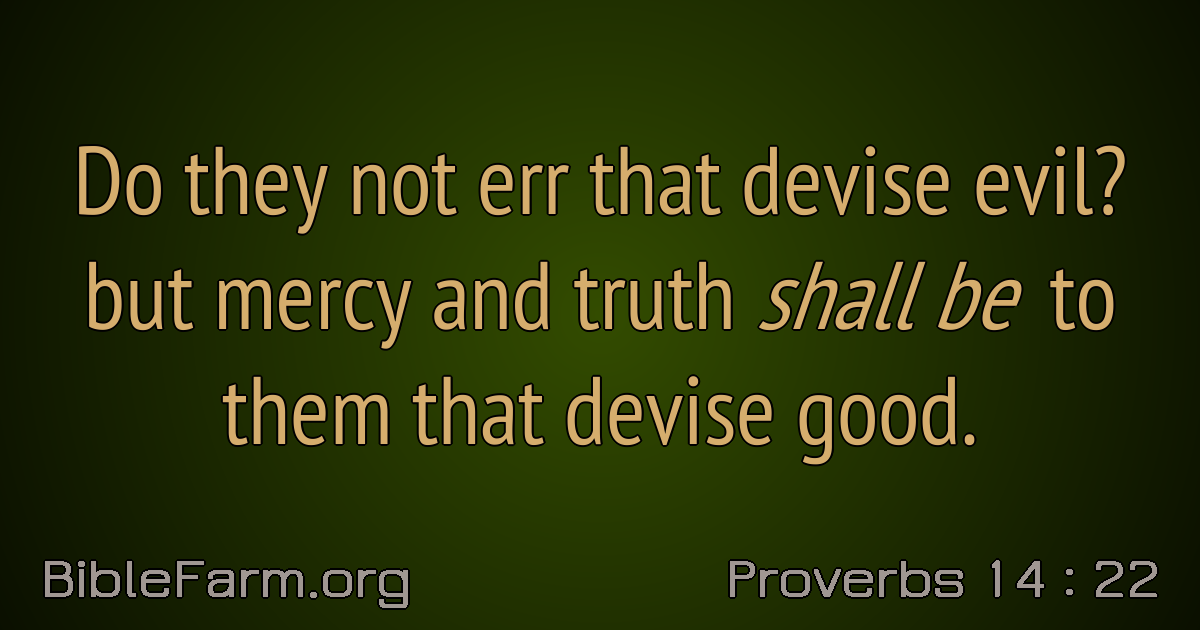 Do they not err that devise evil?
but mercy and truth shall be to
them that devise good.
BibleFarm.org
Proverbs 14 : 22